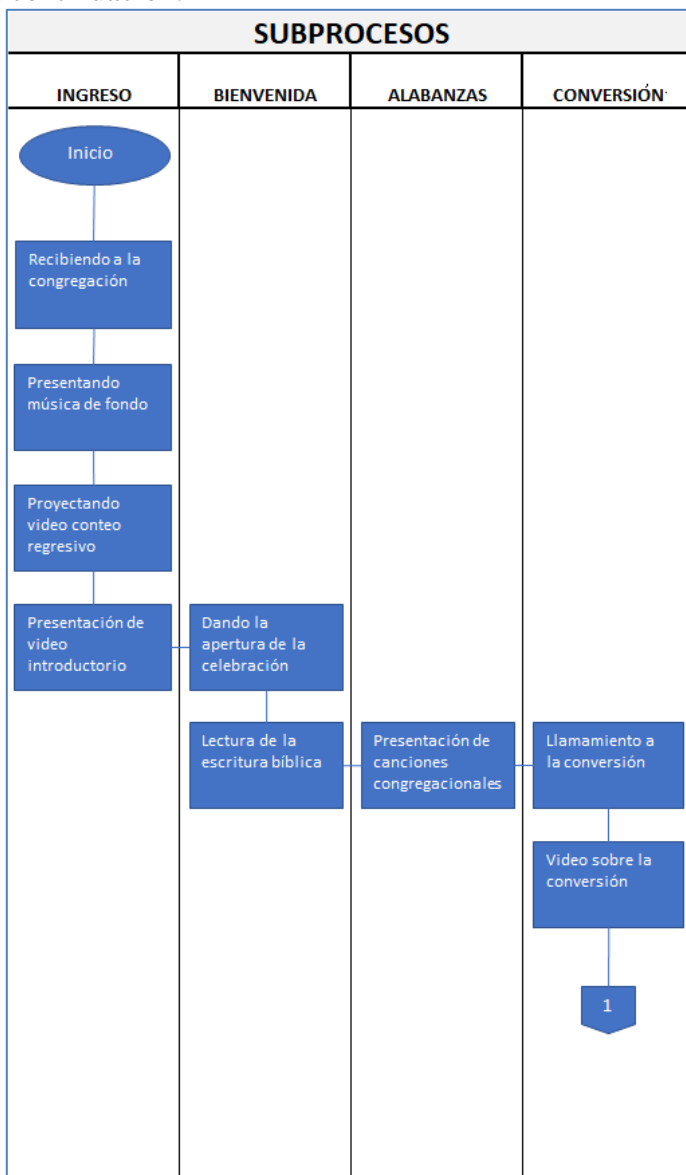 SUBPROCESOS
INGRESO
BIENVENIDA
ALABANZAS
CONVERSIÓN
Inicio
Recibiendo a la
congregación
Presentando
música de fondo
Proyectando
video conteo
regresivo
Presentación de
video
introductorio
Dando la
apertura de la
celebración
Lectura de la
escritura bíblica
Presentación de
canciones
congregacionales
Llamamiento a
la conversión
Video sobre la
conversión
1